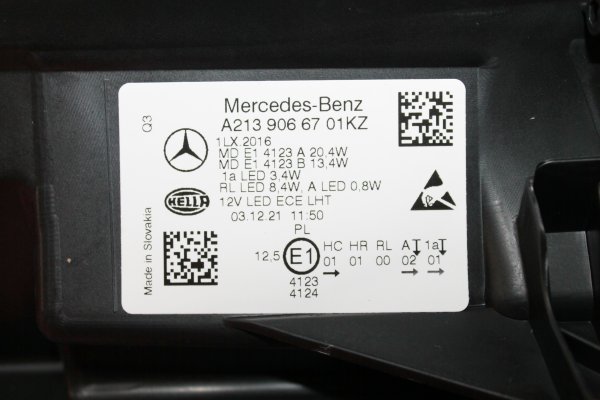 Mercedes-Benz
A213 906 67 01KZ
1LX.2016
MD E1 4123 A 20,4W
MD E1 4123 B 13,4W
1a LED 3,4W
RL LED 8,4W, A LED 0.8W
12V LED ECE LHT
03.12.21 11:50
PL
12,5 E1 HC HR RL A 1a
01 01 00 02 01
4123
4124
Q3
Made in Slovakia
HELLA